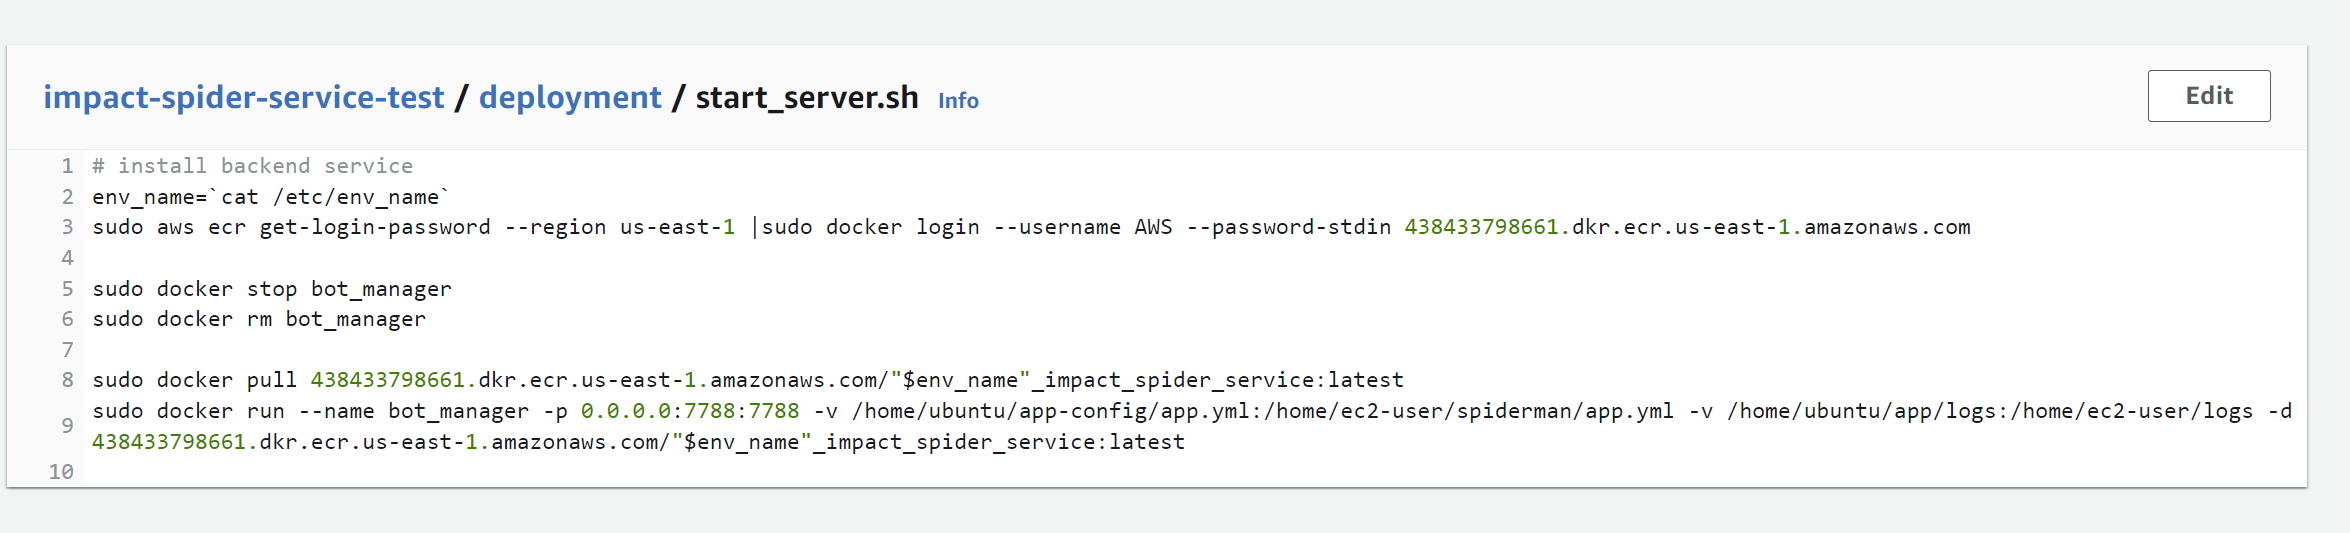 impact-spider-service-test / deployment / start_server.sh Info
Edit
1 # install backend service
2 env_name=`cat /etc/env_name`
3 sudo aws ecr get-login-password --region us-east-1 |sudo docker login --username AWS --password-stdin 438433798661.dkr.ecr.us-east-1.amazonaws.com
4
5 sudo docker stop bot_manager
6 sudo docker rm bot_manager
7
8 sudo docker pull 438433798661.dkr.ecr.us-east-1.amazonaws.com/"$env_name"_impact_spider_service:latest
9 sudo docker run --name bot_manager -p 0.0.0.0:7788:7788 -v /home/ubuntu/app-config/app.yml:/home/ec2-user/spiderman/app.yml -v /home/ubuntu/app/logs:/home/ec2-user/logs -d
438433798661.dkr.ecr.us-east-1.amazonaws.com/"$env_name"_impact_spider_service:latest
10